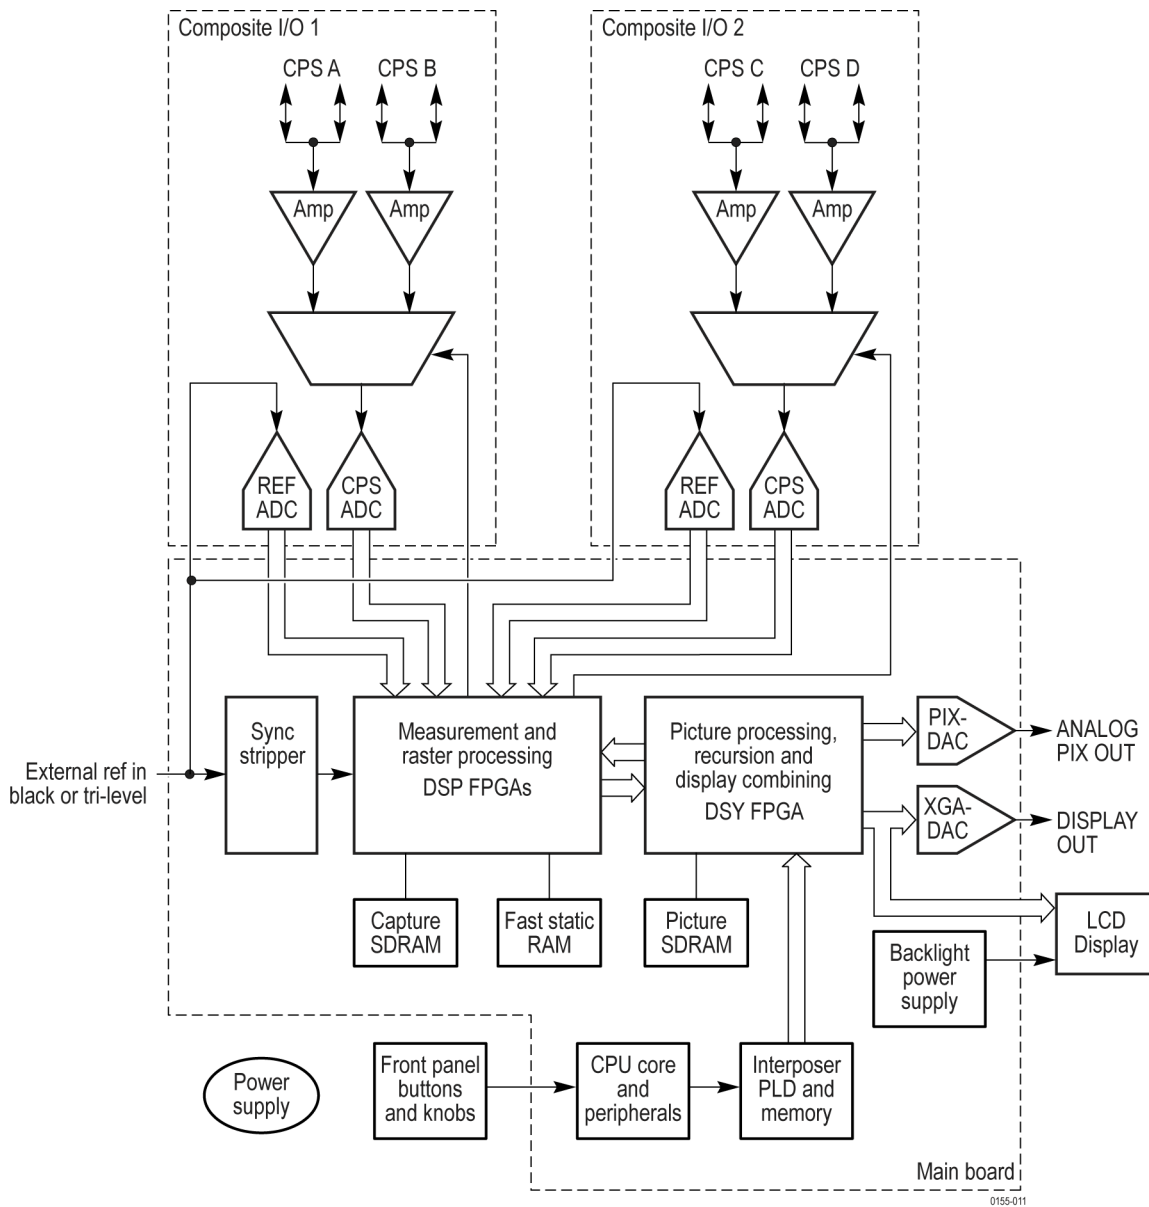 Composite I/O 1
Composite I/O 2
CPS A
CPS B
CPS C
CPS D
Amp
Amp
Amp
Amp
REF
ADC
CPS
ADC
REF
ADC
CPS
ADC
External ref in
black or tri-level
Sync
stripper
Measurement and
raster processing
DSP FPGAs
Picture processing,
recursion and
display combining
DSY FPGA
PIX-
DAC
ANALOG
PIX OUT
XGA-
DAC
DISPLAY
OUT
Capture
SDRAM
Fast static
RAM
Picture
SDRAM
Backlight
power
supply
LCD
Display
Power
supply
Front panel
buttons
and knobs
CPU core
and
peripherals
Interposer
PLD and
memory
Main board
0155-011